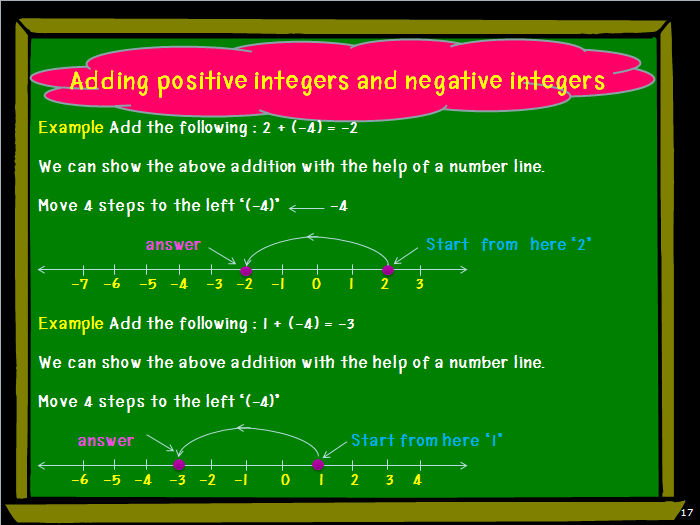 Adding positive integers and negative integers
Example Add the following : 2 + (-4) = -2
We can show the above addition with the help of a number line.
Move 4 steps to the left '(-4)' -4
answer Start from here '2'
-7 -6 -5 -4 -3 -2 -1 0 1 2 3
Example Add the following : 1 + (-4) = -3
We can show the above addition with the help of a number line.
Move 4 steps to the left '(-4)'
answer Start from here '1'
-6 -5 -4 -3 -2 -1 0 1 2 3 4
17